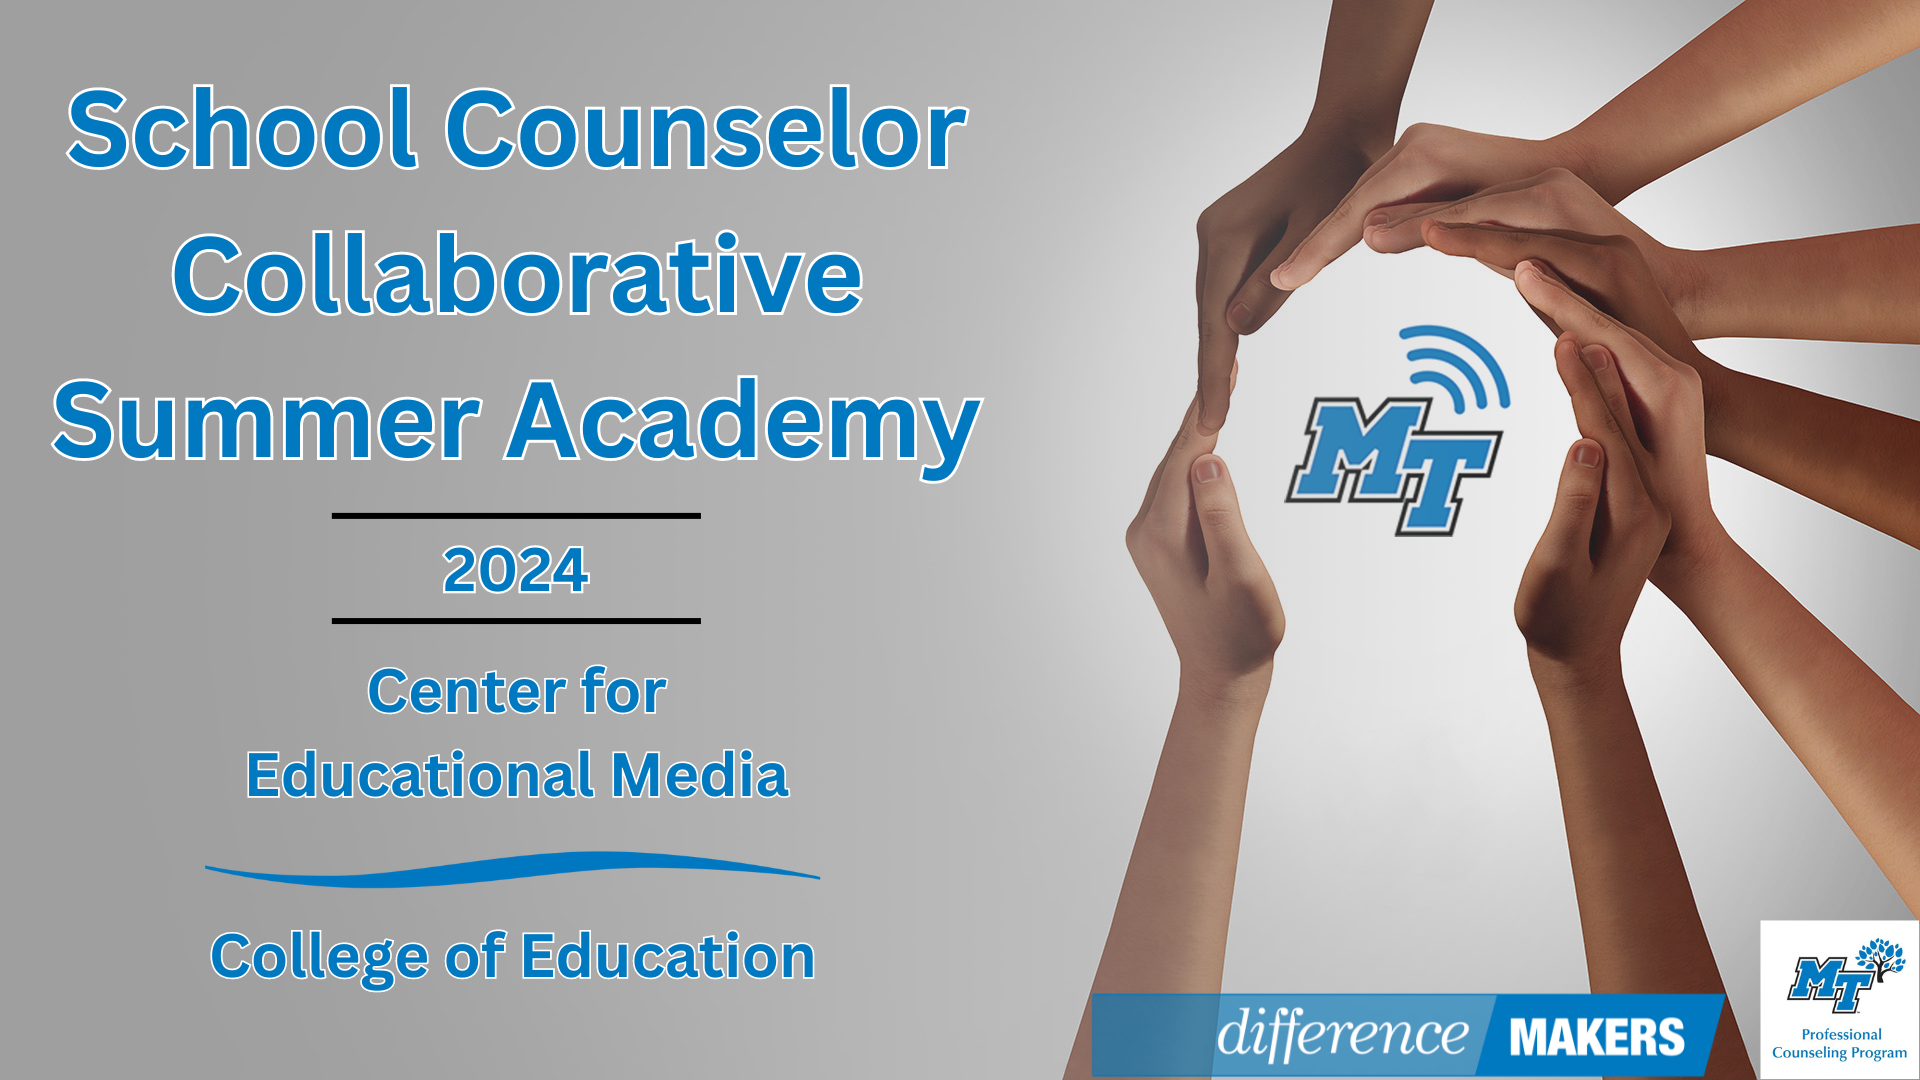 School Counselor
Collaborative
Summer Academy
2024
Center for
Educational Media
College of Education
MT
difference MAKERS
MT
Professional
Counseling Program